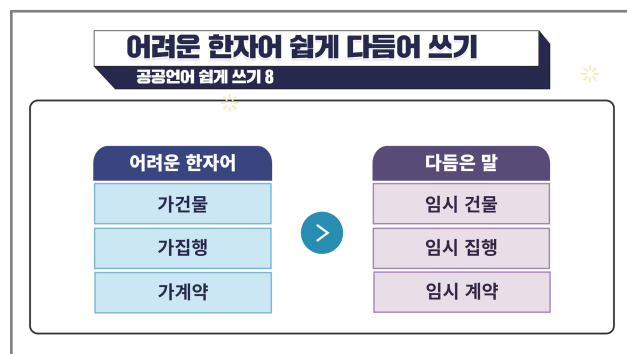 어려운 한자어 쉽게 다듬어 쓰기
공공언어 쉽게 쓰기 8
어려운 한자어 다듬은 말
가건물 임시 건물
가집행 > 임시 집행
가계약 임시 계약